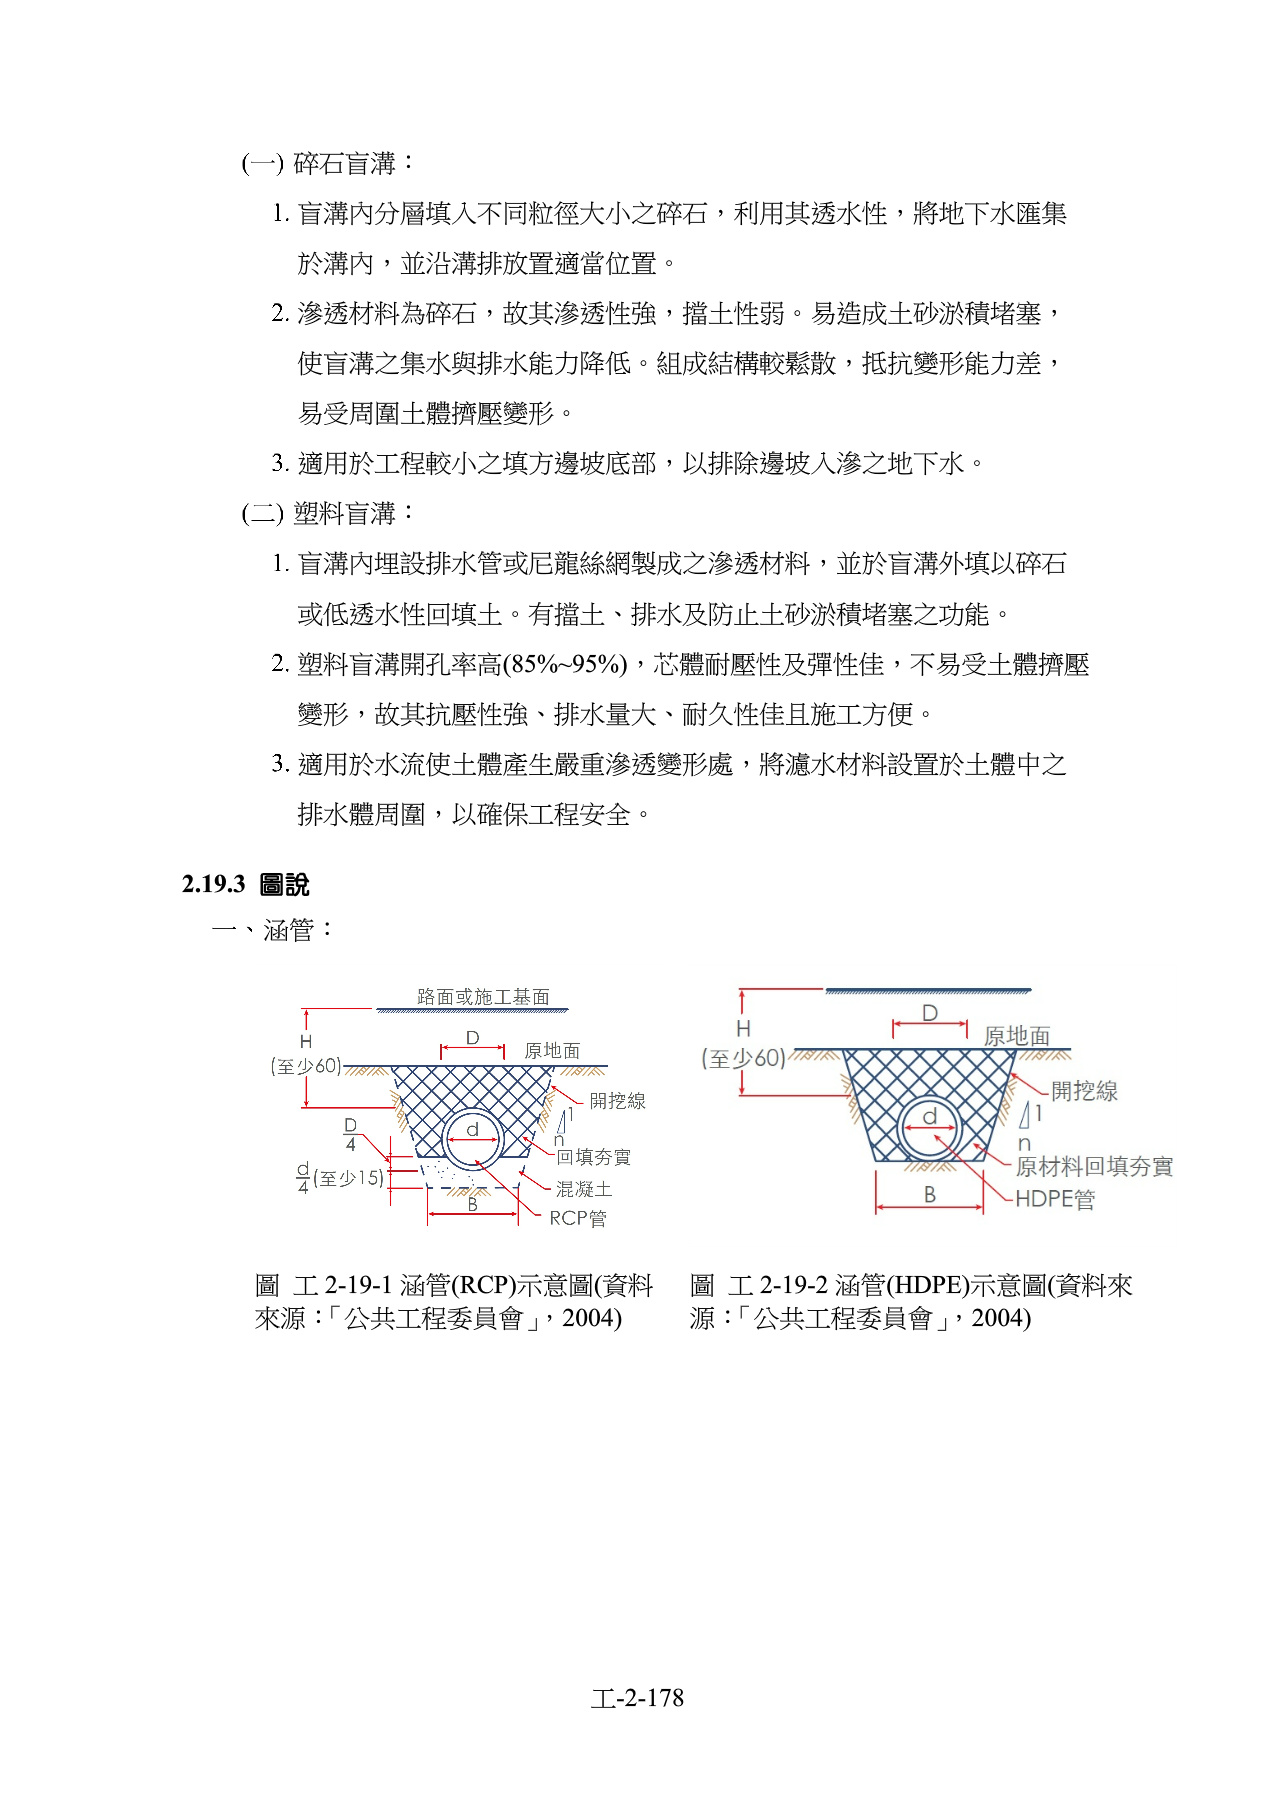 (一) 碎石盲溝：
1. 盲溝內分層填入不同粒徑大小之碎石，利用其透水性，將地下水匯集
於溝內，並沿溝排放置適當位置。
2. 滲透材料為碎石，故其滲透性強，擋土性弱。易造成土砂淤積堵塞，
使盲溝之集水與排水能力降低。組成結構較鬆散，抵抗變形能力差，
易受周圍土體擠壓變形。
3. 適用於工程較小之填方邊坡底部，以排除邊坡入滲之地下水。
(二) 塑料盲溝：
1. 盲溝內埋設排水管或尼龍絲網製成之滲透材料，並於盲溝外填以碎石
或低透水性回填土。有擋土、排水及防止土砂淤積堵塞之功能。
2. 塑料盲溝開孔率高(85%~95%)，芯體耐壓性及彈性佳，不易受土體擠壓
變形，故其抗壓性強、排水量大、耐久性佳且施工方便。
3. 適用於水流使土體產生嚴重滲透變形處，將濾水材料設置於土體中之
排水體周圍，以確保工程安全。
2.19.3 圖說
一、涵管：
路面或施工基面
H
(至少60)
D
原地面
開挖線
1
n
d
D
4
d
4
(至少15)
回填夯實
混凝土
B
RCP管
H
(至少60)
D
原地面
開挖線
1
n
d
原材料回填夯實
B
HDPE管
圖 工 2-19-1 涵管(RCP)示意圖(資料
來源：「公共工程委員會」，2004)
圖 工 2-19-2 涵管(HDPE)示意圖(資料來
源：「公共工程委員會」，2004)
工-2-178